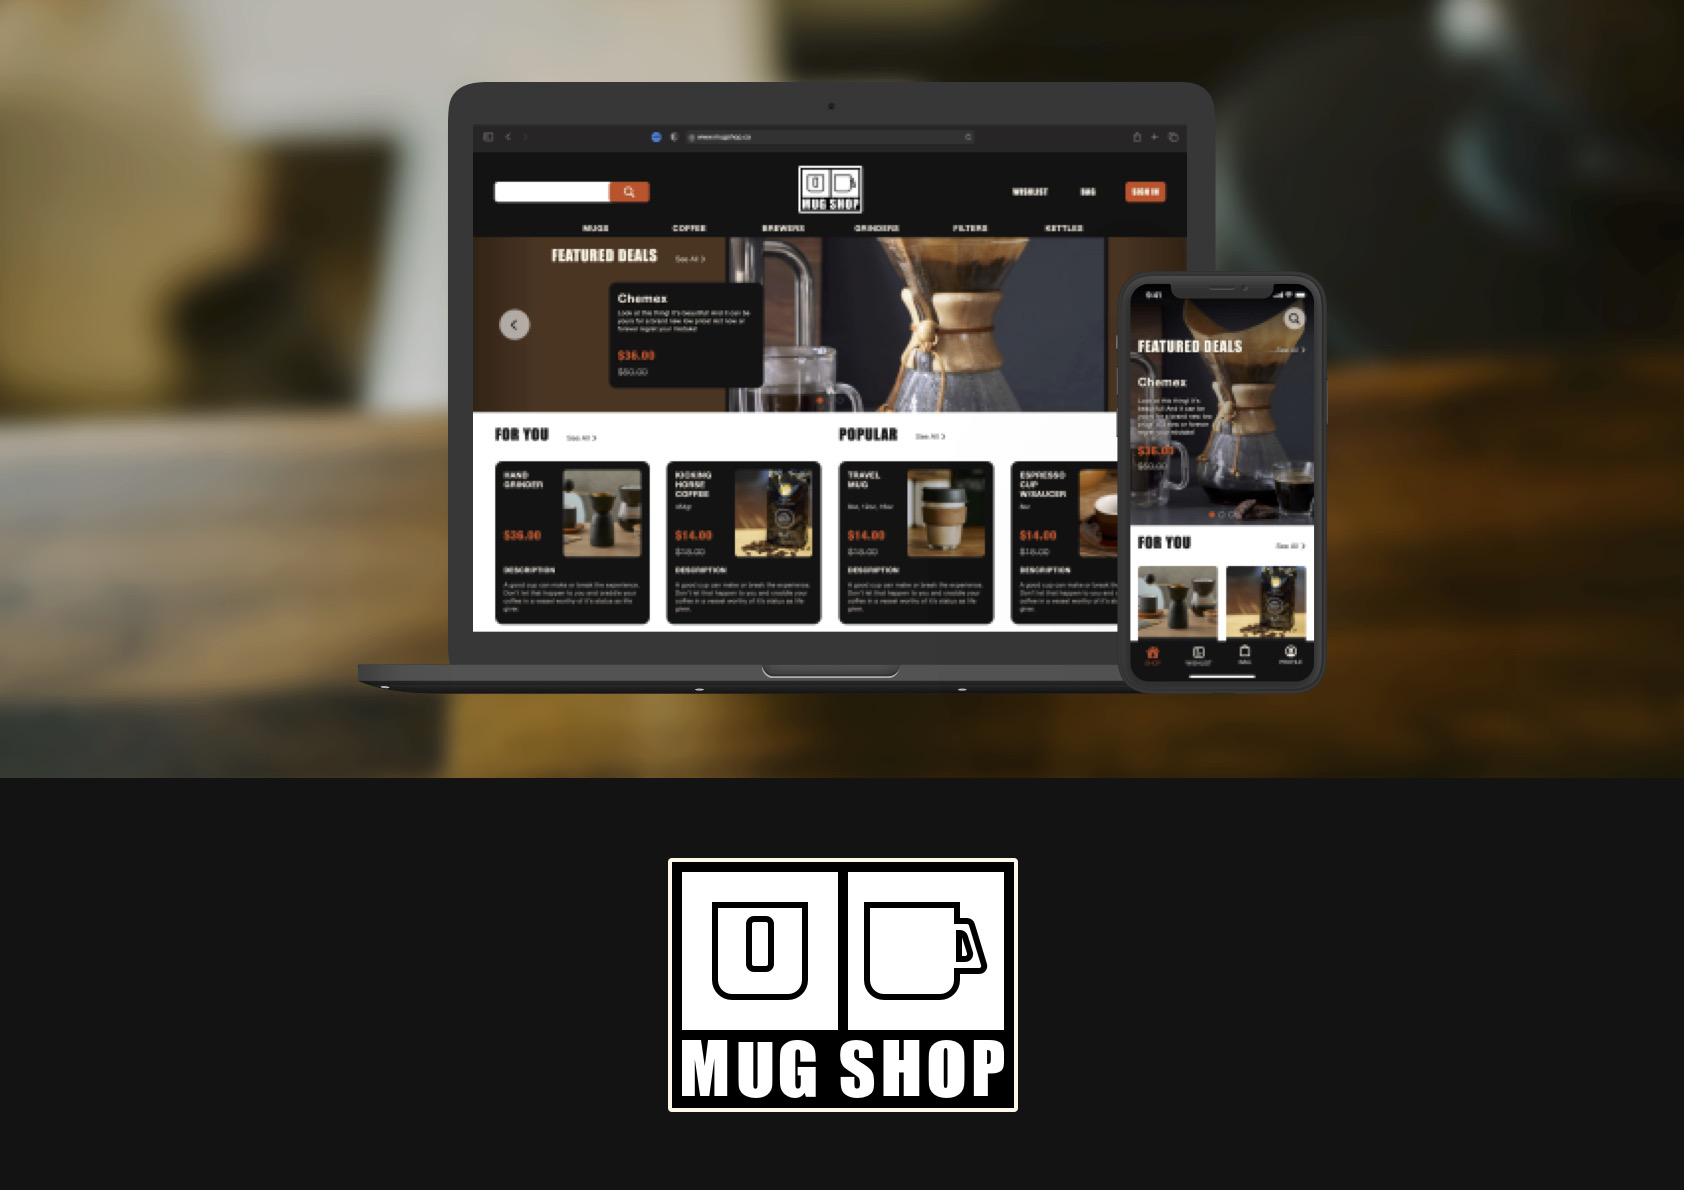 www.mugshop.co
MUG SHOP
WISHLIST
BAG
SIGN IN
MUGS
COFFEE
BREWERS
GRINDERS
FILTERS
KETTLES
FEATURED DEALS
See All
Chemex
Look at this thing! It's beautiful! And it can be
yours for a brand new low price! Act now or
forever regret your mistake!
$36.00
$50.00
FOR YOU
See All
POPULAR
See All
HAND
GRINDER
$36.00
DESCRIPTION
A good cup can make or break the experience.
Don't let that happen to you and craddle your
coffee in a vessel worthy of it's status as life
giver.
KICKING
HORSE
COFFEE
454g
$14.00
$18.00
DESCRIPTION
A good cup can make or break the experience.
Don't let that happen to you and craddle your
coffee in a vessel worthy of it's status as life
giver.
TRAVEL
MUG
8oz, 12oz, 16oz
$14.00
$18.00
DESCRIPTION
A good cup can make or break the experience.
Don't let that happen to you and craddle your
coffee in a vessel worthy of it's status as life
giver.
ESPRESSO
CUP
W/SAUCER
$14.00
$18.00
DESCRIPTION
A good cup can make or break th
Don't let that happen to you and c
coffee in a vessel worthy of it's sta
giver.
9:41
FEATURED DEALS
See All
Chemex
Look at this thing! It's
beautiful! And it can be
yours for a brand new low
price! Act now or forever
regret your mistake!
$36.00
$50.00
FOR YOU
See All
SHOP
WISHLIST
BAG
PROFILE
MUG SHOP